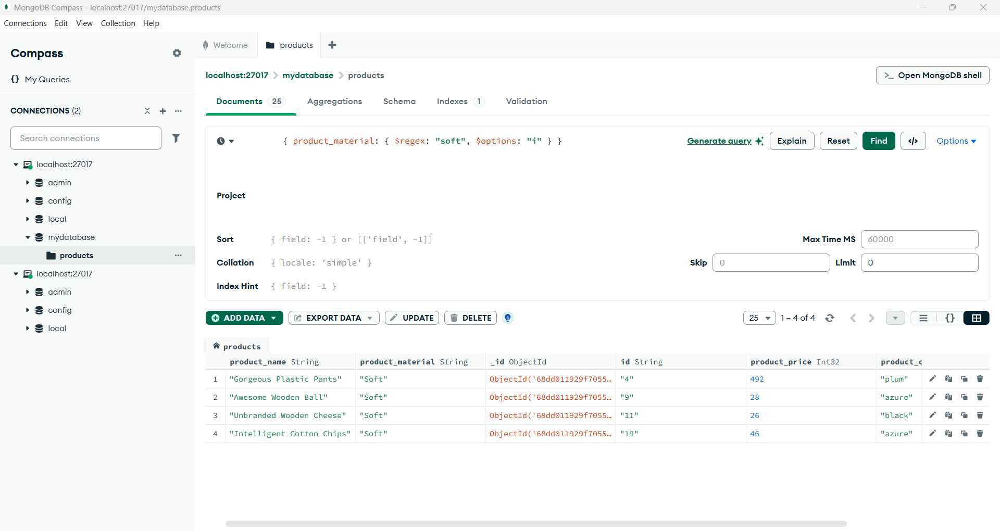 MongoDB Compass - localhost:27017/mydatabase.products
Connections Edit View Collection Help
Compass
{} My Queries
CONNECTIONS (2)
Search connections
localhost:27017
admin
config
local
mydatabase
products
localhost:27017
admin
config
local
Welcome
products
localhost:27017 > mydatabase > products
>_ Open MongoDB shell
Documents 25 Aggregations Schema Indexes 1 Validation
{ product_material: { $regex: "soft", $options: "i" } }
Generate query Explain Reset Find </> Options
Project
Sort { field: -1 } or [['field', -1]] Max Time MS 60000
Collation { locale: 'simple' } Skip 0 Limit 0
Index Hint { field: -1 }
ADD DATA EXPORT DATA UPDATE DELETE 25 1 – 4 of 4 {}
products
product_name String product_material String _id ObjectId id String product_price Int32 product_c
1 "Gorgeous Plastic Pants" "Soft" ObjectId('68dd011929f7055… "4" 492 "plum"
2 "Awesome Wooden Ball" "Soft" ObjectId('68dd011929f7055… "9" 28 "azure"
3 "Unbranded Wooden Cheese" "Soft" ObjectId('68dd011929f7055… "11" 26 "black"
4 "Intelligent Cotton Chips" "Soft" ObjectId('68dd011929f7055… "19" 46 "azure"